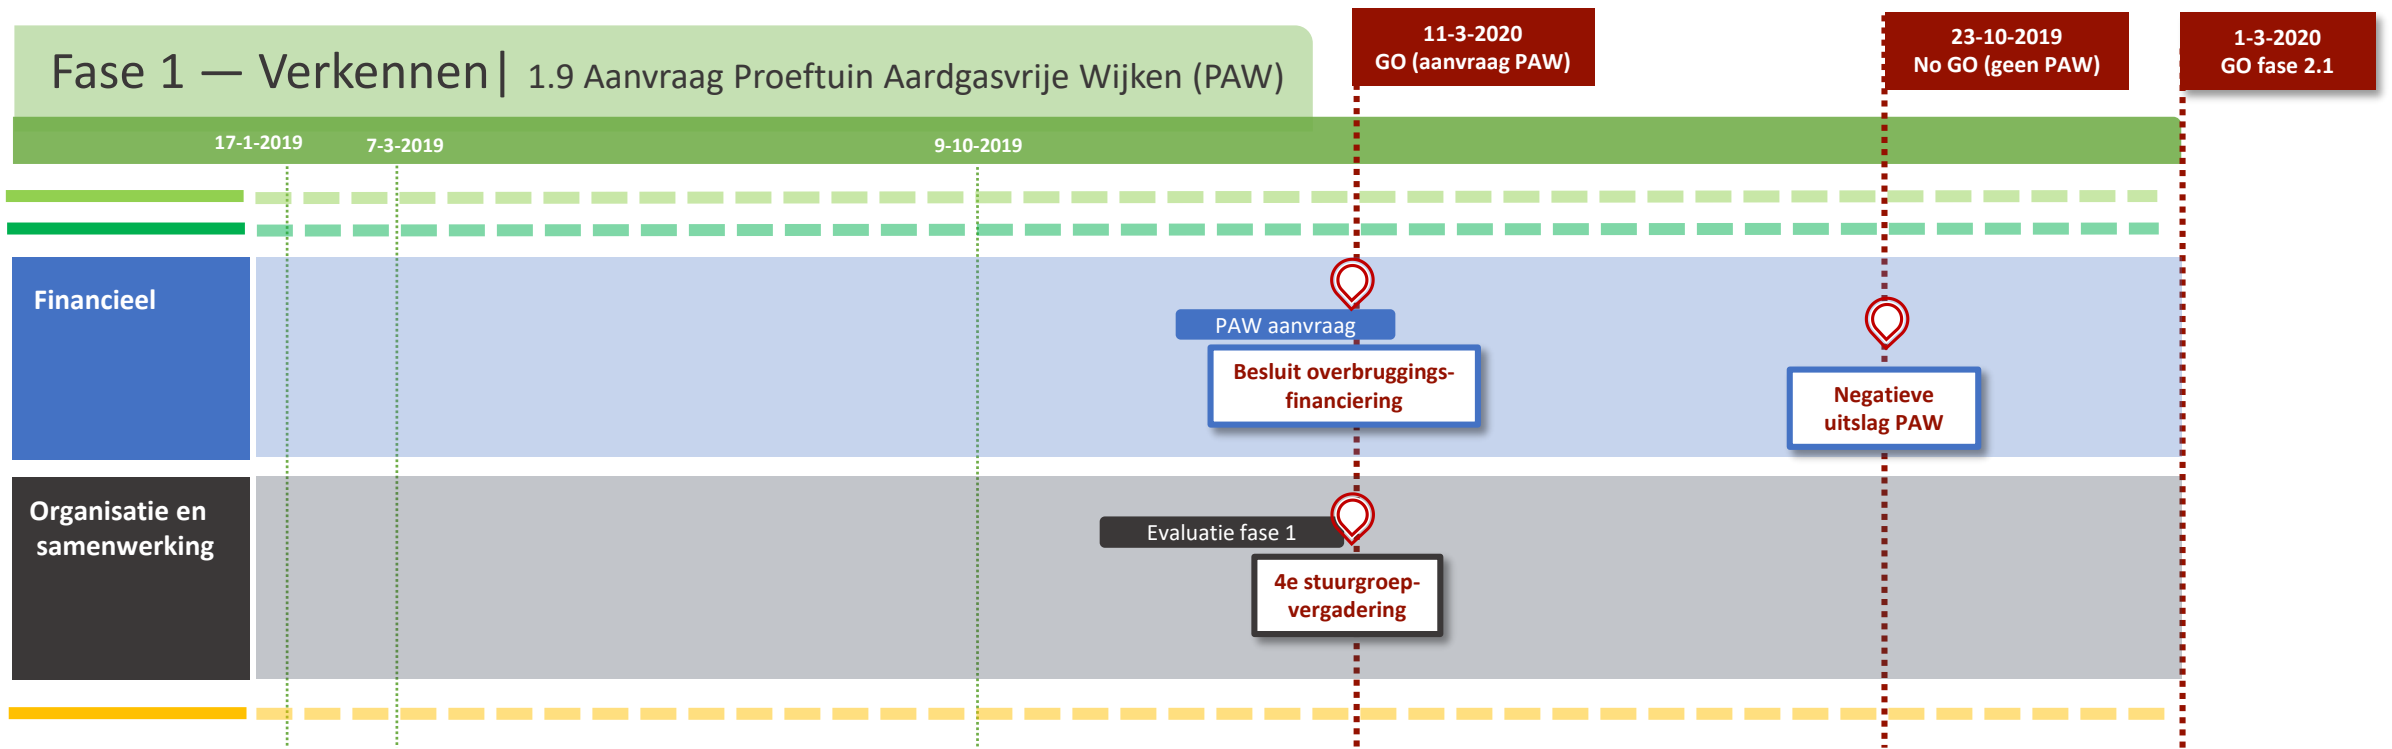 Fase 1 — Verkennen| 1.9 Aanvraag Proeftuin Aardgasvrije Wijken (PAW)
11-3-2020
GO (aanvraag PAW)
23-10-2019
No GO (geen PAW)
1-3-2020
GO fase 2.1
17-1-2019
7-3-2019
9-10-2019
Financieel
PAW aanvraag
Besluit overbruggings-
financiering
Negatieve
uitslag PAW
Organisatie en
samenwerking
Evaluatie fase 1
4e stuurgroep-
vergadering